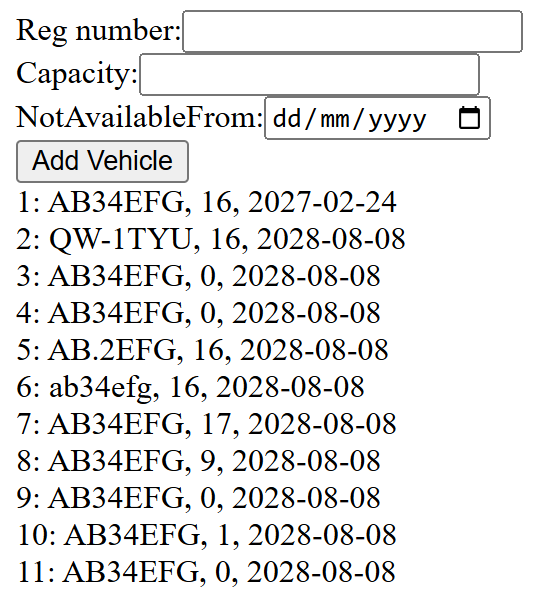 Reg number:
Capacity:
NotAvailableFrom: dd/mm/yyyy
Add Vehicle
1: AB34EFG, 16, 2027-02-24
2: QW-1TYU, 16, 2028-08-08
3: AB34EFG, 0, 2028-08-08
4: AB34EFG, 0, 2028-08-08
5: AB.2EFG, 16, 2028-08-08
6: ab34efg, 16, 2028-08-08
7: AB34EFG, 17, 2028-08-08
8: AB34EFG, 9, 2028-08-08
9: AB34EFG, 0, 2028-08-08
10: AB34EFG, 1, 2028-08-08
11: AB34EFG, 0, 2028-08-08